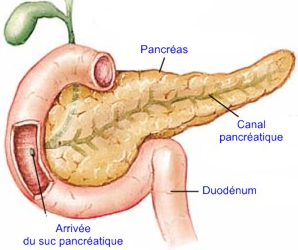 Pancréas
Canal
pancréatique
Duodénum
Arrivée
du suc pancréatique